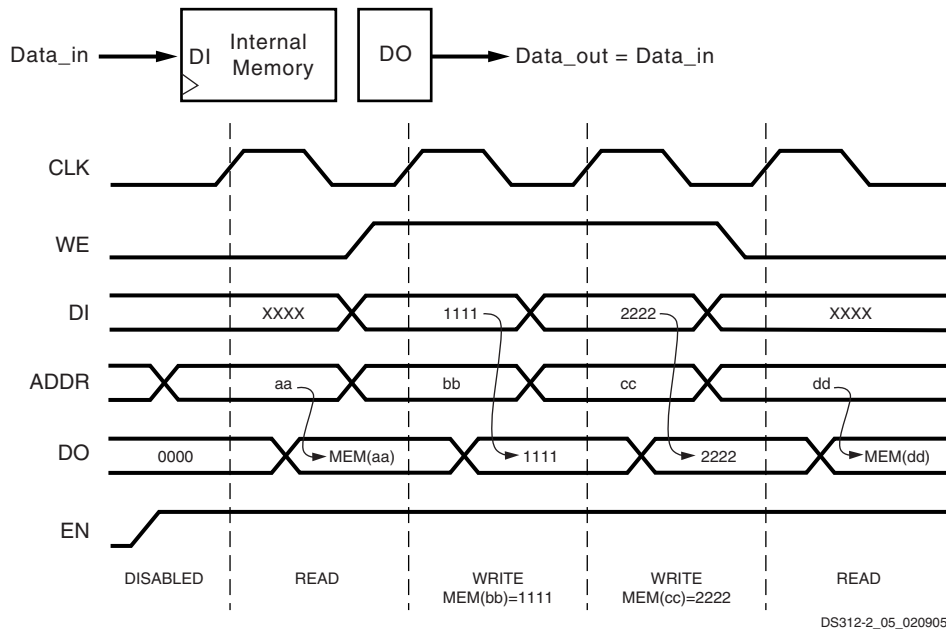 Data_in
DI
Internal
Memory
DO
Data_out = Data_in
CLK
WE
DI
XXXX
1111
2222
XXXX
ADDR
aa
bb
cc
dd
DO
0000
MEM(aa)
1111
2222
MEM(dd)
EN
DISABLED
READ
WRITE
MEM(bb)=1111
WRITE
MEM(cc)=2222
READ
DS312-2_05_020905